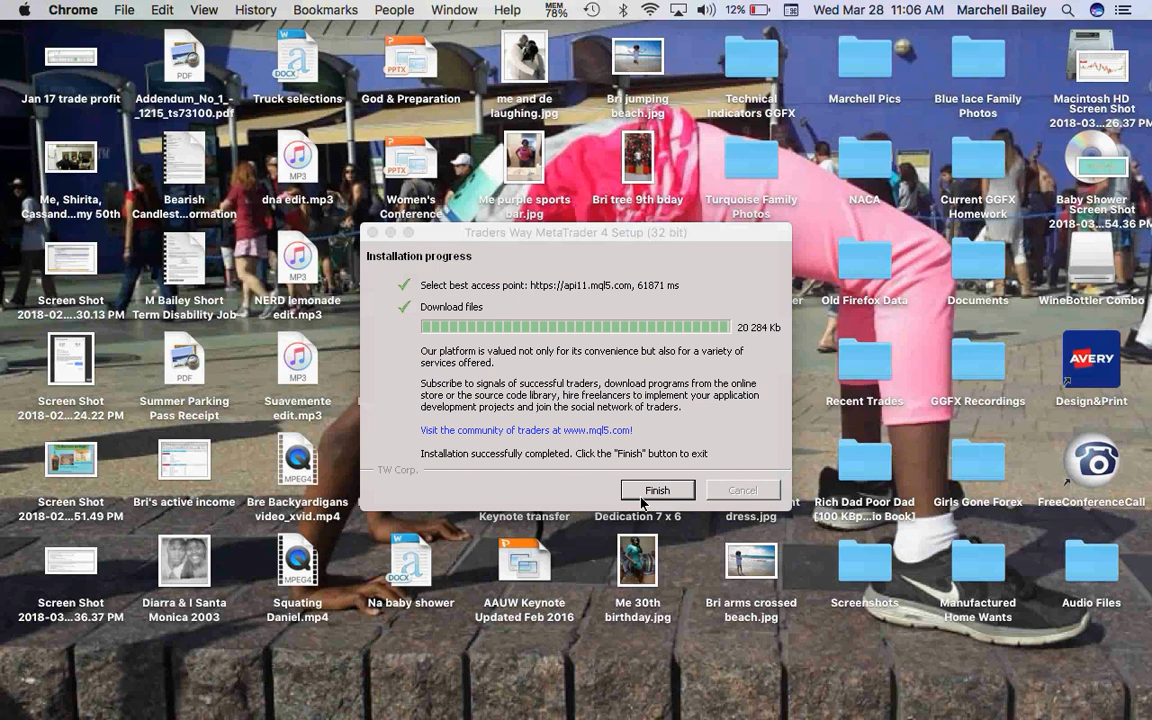 Chrome File Edit View History Bookmarks People Window Help MEM 78% 12% Wed Mar 28 11:06 AM Marchell Bailey
Jan 17 trade profit
Addendum_No_1_-_1215_ts73100.pdf
Truck selections
God & Preparation
me and de laughing.jpg
Bri jumping beach.jpg
Technical Indicators GGFX
Marchell Pics
Blue lace Family Photos
Macintosh HD
Screen Shot
2018-03...26.37 PM
PDF
DOCX
PPTX
Me, Shirita, Cassand...my 50th
Bearish Candlest...ormation
dna edit.mp3
Women's Conference
Me purple sports bar.jpg
Bri tree 9th bday
Turquoise Family Photos
NACA
Current GGFX Homework
Baby Shower
Screen Shot
2018-03...54.36 PM
MP3
PPTX
Traders Way MetaTrader 4 Setup (32 bit)
Installation progress
Select best access point: https://api11.mql5.com, 61871 ms
Download files
20 284 Kb
Our platform is valued not only for its convenience but also for a variety of
services offered.
Subscribe to signals of successful traders, download programs from the online
store or the source code library, hire freelancers to implement your application
development projects and join the social network of traders.
Visit the community of traders at www.mql5.com!
Installation successfully completed. Click the "Finish" button to exit
TW Corp.
Finish
Cancel
Screen Shot
2018-02...30.13 PM
M Bailey Short
Term Disability Job
NERD lemonade
edit.mp3
MP3
Old Firefox Data
Documents
WineBottler Combo
Screen Shot
2018-02...24.22 PM
Summer Parking
Pass Receipt
PDF
Suavemente
edit.mp3
MP3
Recent Trades
GGFX Recordings
AVERY
Design&Print
Screen Shot
2018-02...51.49 PM
Bri's active income
Bre Backyardigans
video_xvid.mp4
MPEG4
Keynote transfer
Dedication 7 x 6
dress.jpg
Rich Dad Poor Dad
[100 KBp...io Book]
Girls Gone Forex
FreeConferenceCall
Screen Shot
2018-03...36.37 PM
Diarra & I Santa
Monica 2003
Squating
Daniel.mp4
MPEG4
Na baby shower
DOCX
AAUW Keynote
Updated Feb 2016
Me 30th
birthday.jpg
Bri arms crossed
beach.jpg
Screenshots
Manufactured
Home Wants
Audio Files